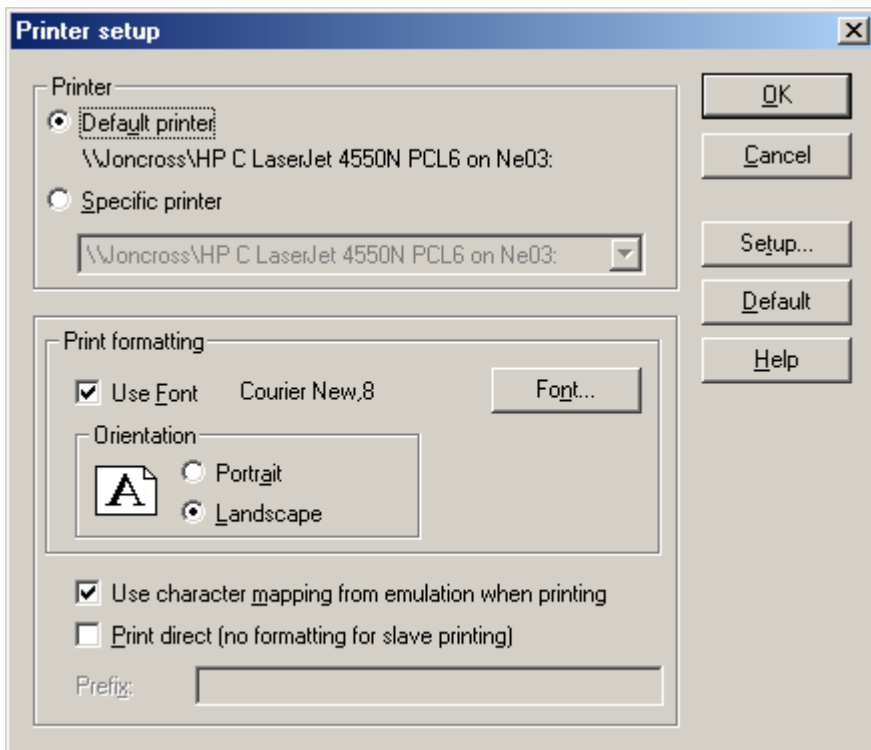 Printer setup
Printer
Default printer
\\Joncross\HP C LaserJet 4550N PCL6 on Ne03:
Specific printer
\\Joncross\HP C LaserJet 4550N PCL6 on Ne03:
OK
Cancel
Setup...
Default
Help
Print formatting
Use Font Courier New,8 Font...
Orientation
A
Portrait
Landscape
Use character mapping from emulation when printing
Print direct (no formatting for slave printing)
Prefix: